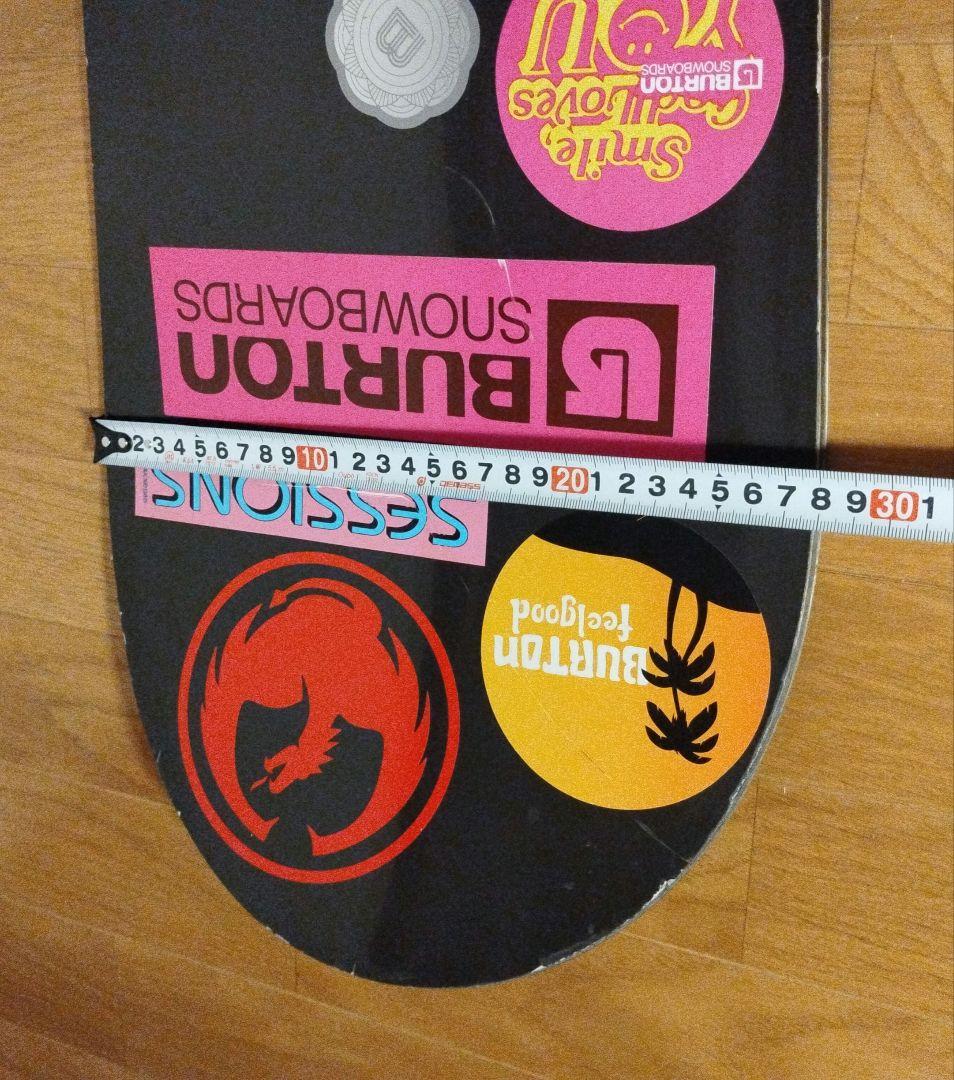 B
Smile,
God Loves
YOU
BURTON
SNOWBOARDS
BURTON
SNOWBOARDS
2 3 4 5 6 7 8 9 10 1 2 3 4 5 6 7 8 9 20 1 2 3 4 5 6 7 8 9 30 1
SESSIONS
BURTON
feelgood